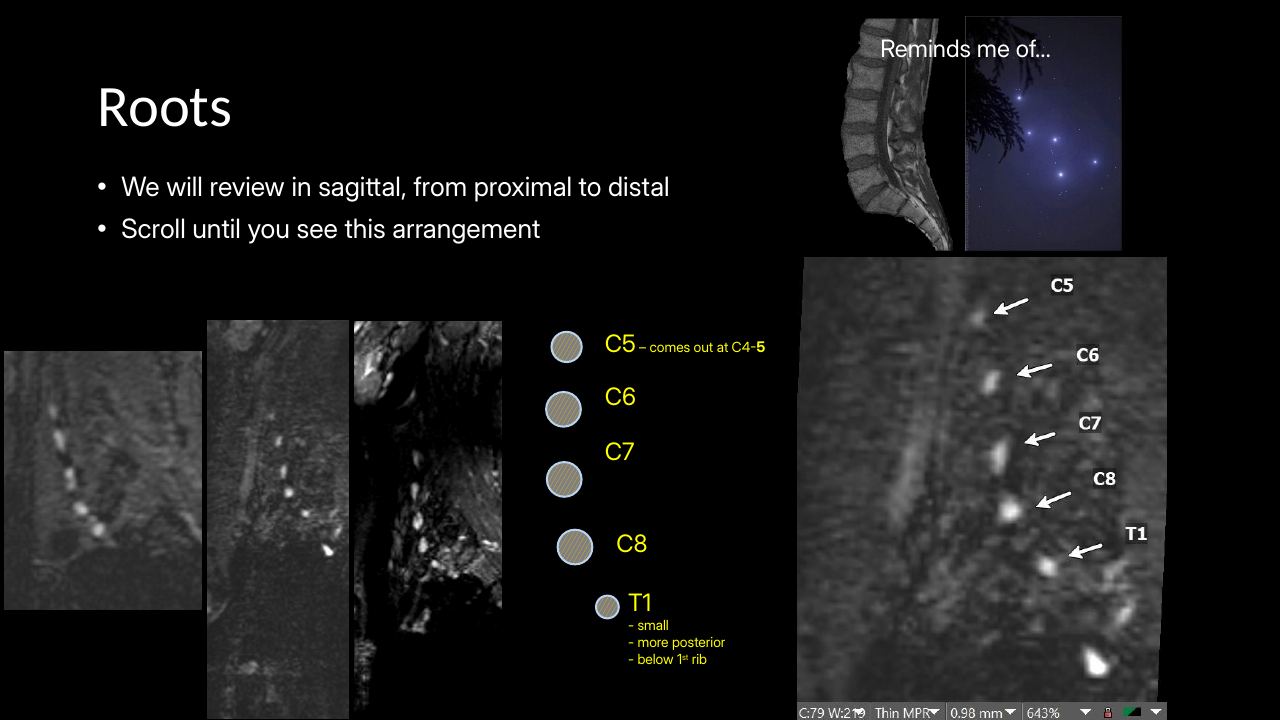 Reminds me of...
Roots
• We will review in sagittal, from proximal to distal
• Scroll until you see this arrangement
C5 – comes out at C4-5
C6
C7
C8
T1
- small
- more posterior
- below 1st rib
C5
C6
C7
C8
T1
C:79 W:219 Thin MPR 0.98 mm 643%